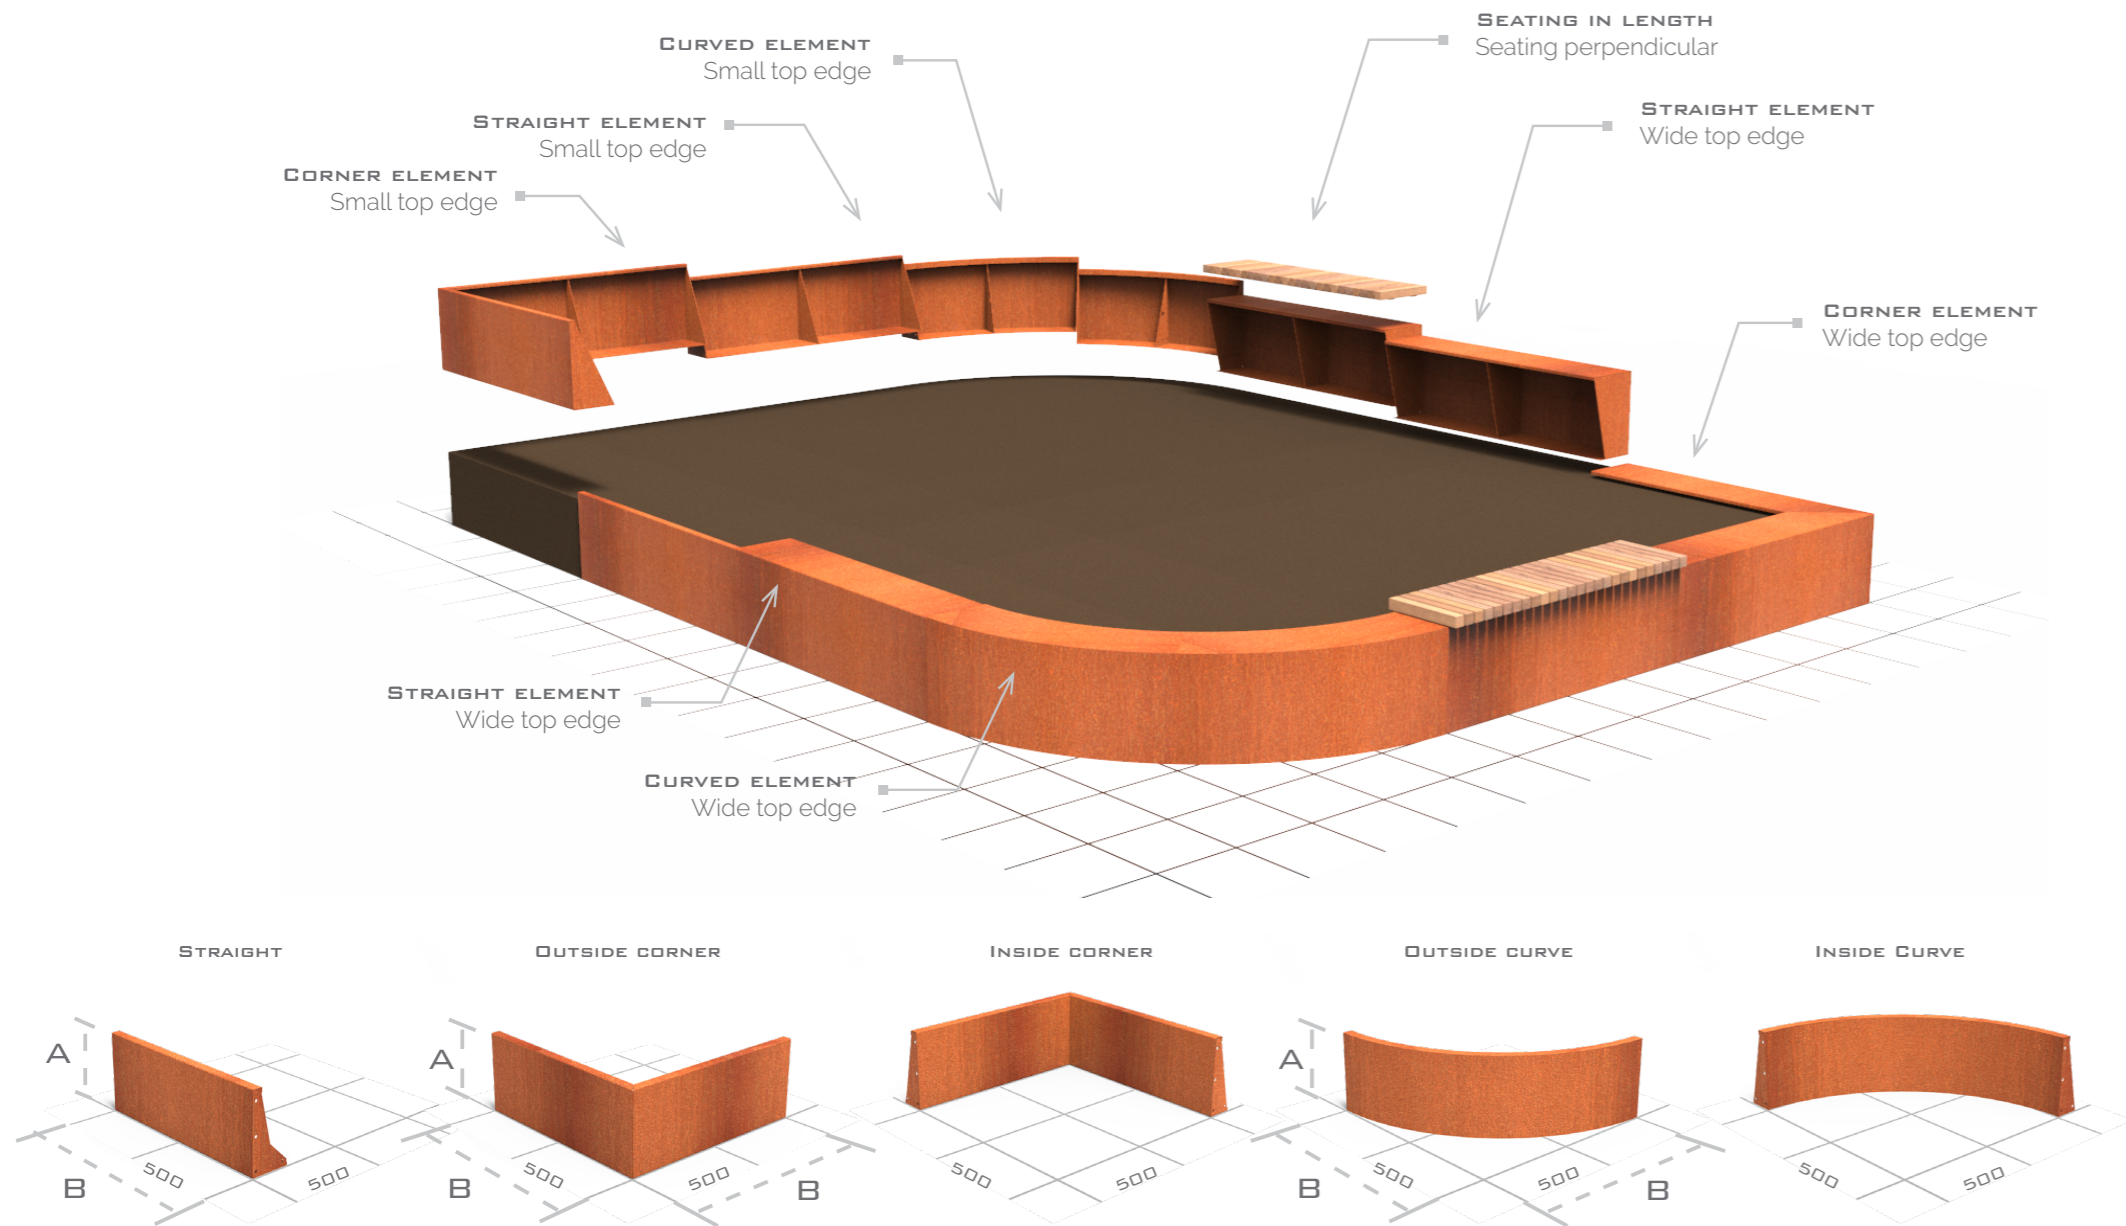 SEATING IN LENGTH
Seating perpendicular
CURVED ELEMENT
Small top edge
STRAIGHT ELEMENT
Wide top edge
STRAIGHT ELEMENT
Small top edge
CORNER ELEMENT
Small top edge
CORNER ELEMENT
Wide top edge
STRAIGHT ELEMENT
Wide top edge
CURVED ELEMENT
Wide top edge
STRAIGHT
OUTSIDE CORNER
INSIDE CORNER
OUTSIDE CURVE
INSIDE CURVE
A
B
500
500
A
B
500
500
B
500
500
A
B
500
500
B
500
500